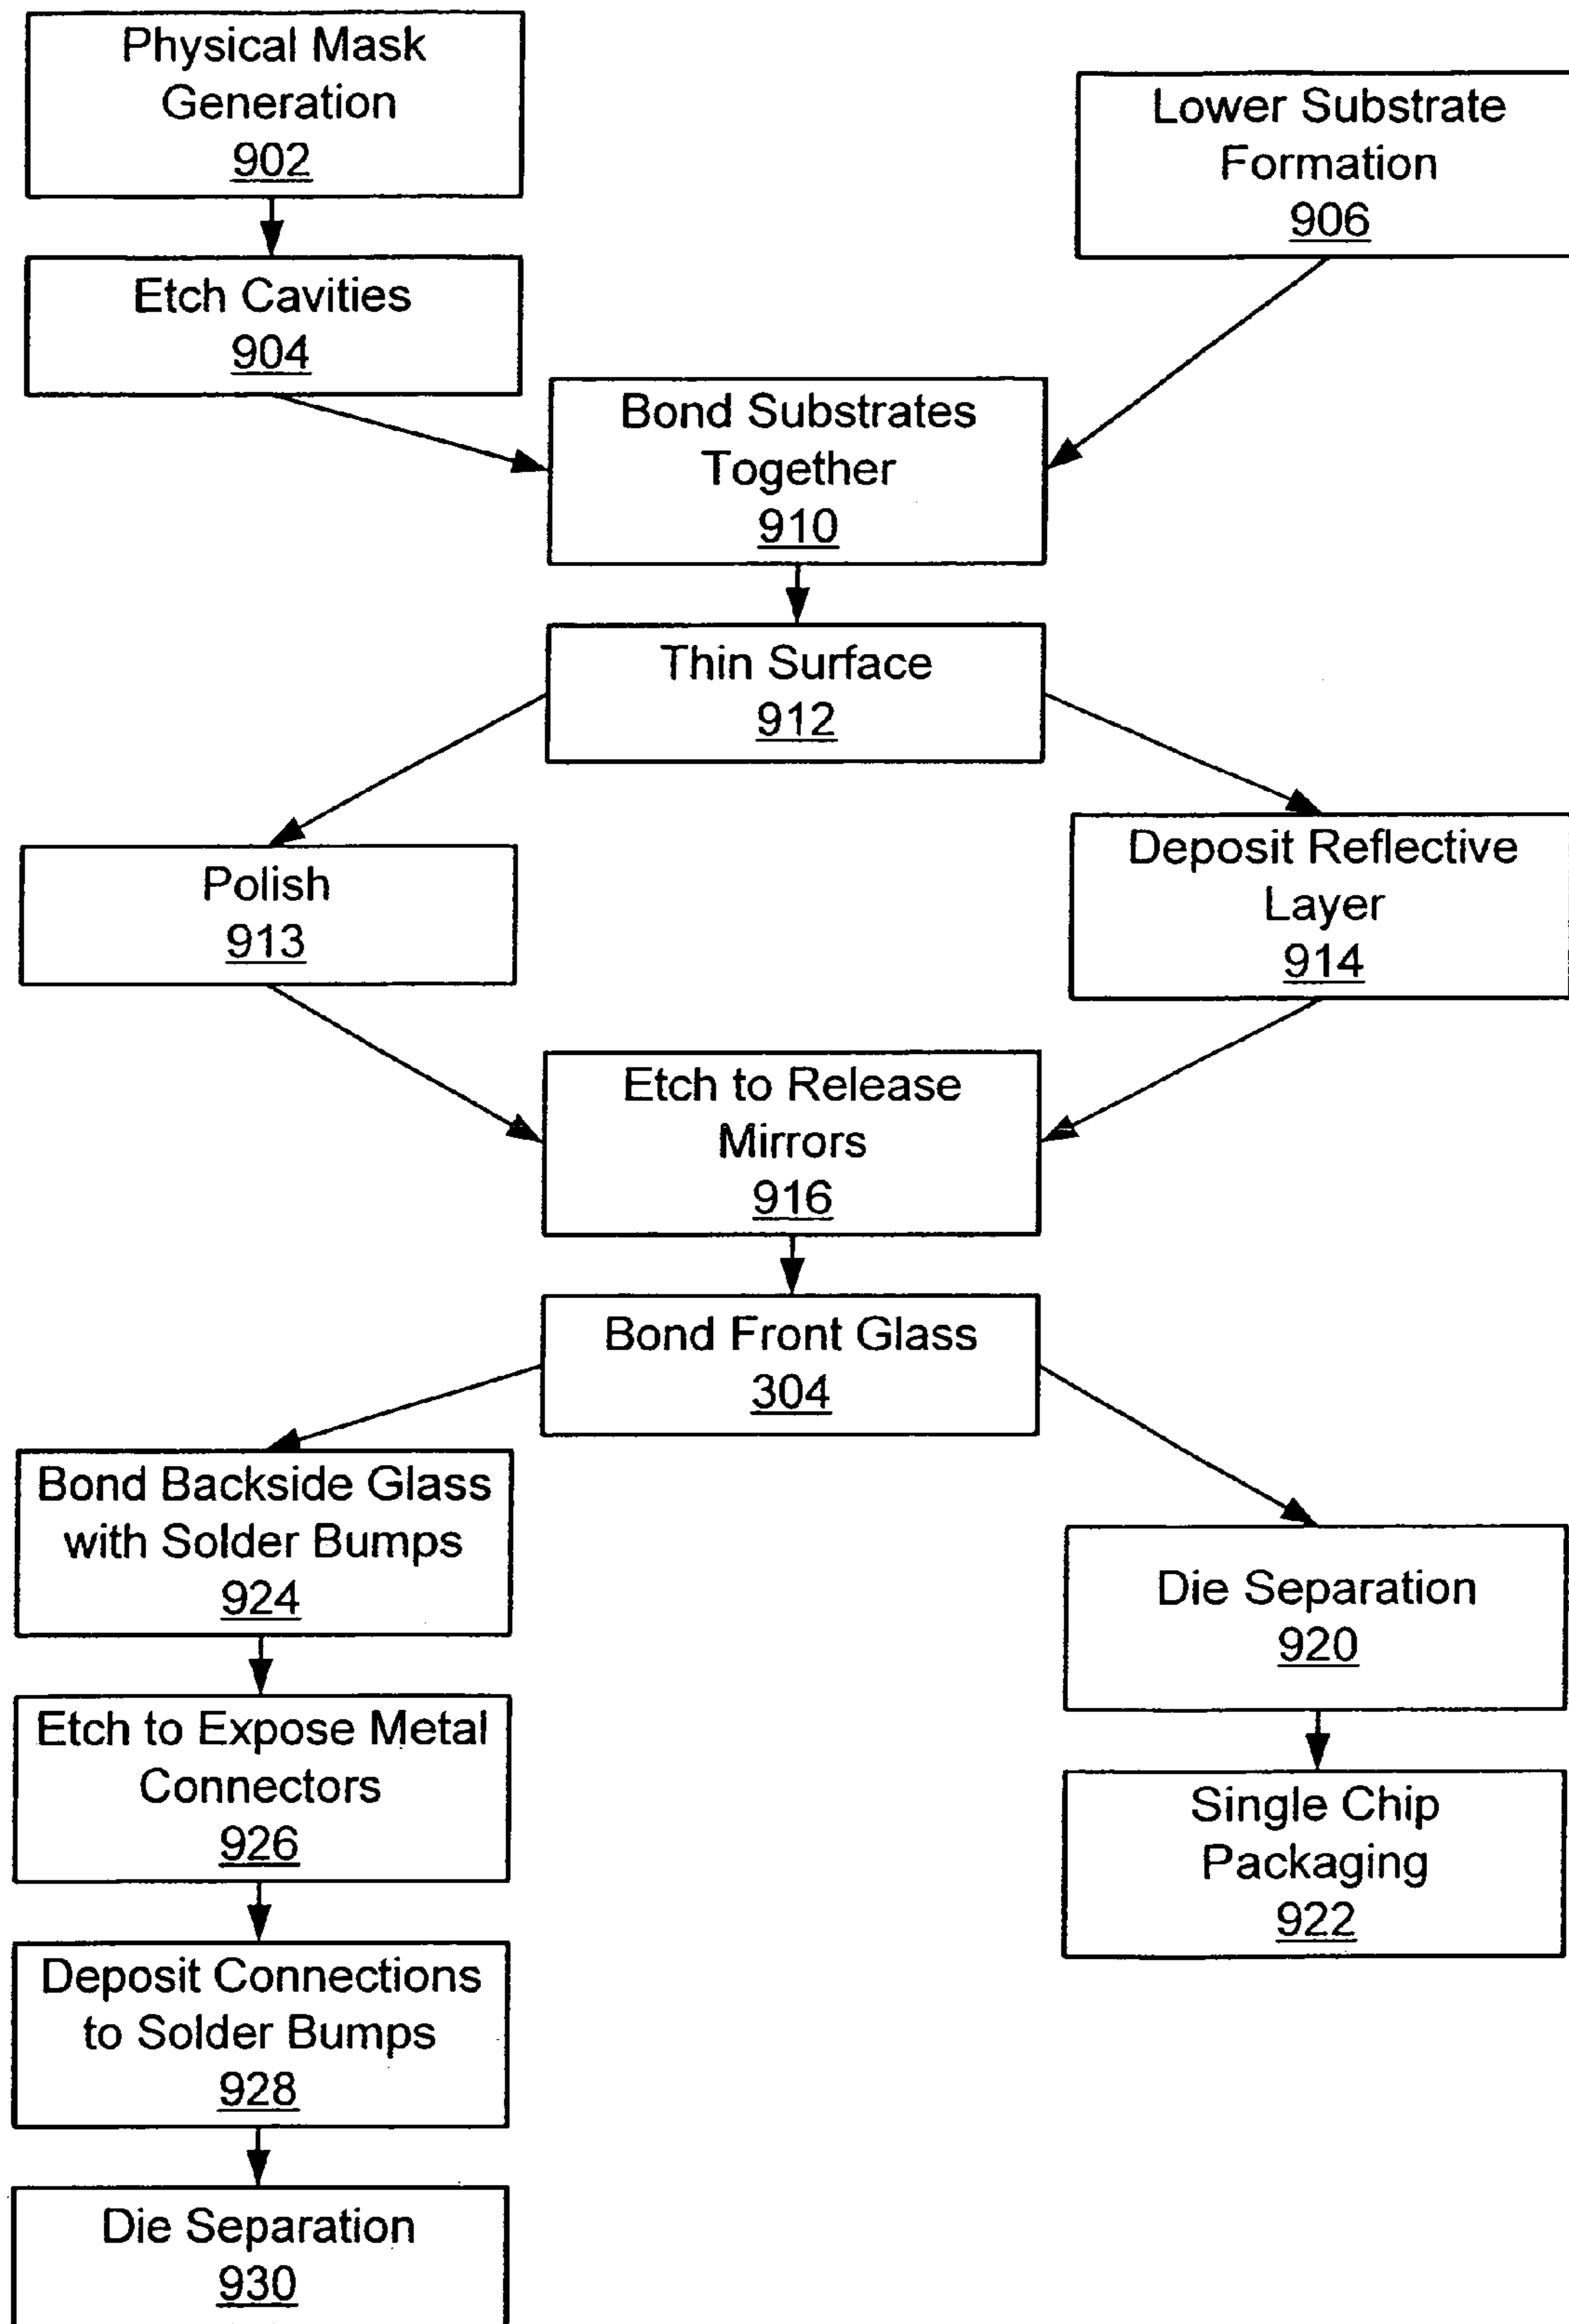 Physical Mask
Generation
902
Lower Substrate
Formation
906
Etch Cavities
904
Bond Substrates
Together
910
Thin Surface
912
Polish
913
Deposit Reflective
Layer
914
Etch to Release
Mirrors
916
Bond Front Glass
304
Bond Backside Glass
with Solder Bumps
924
Die Separation
920
Etch to Expose Metal
Connectors
926
Single Chip
Packaging
922
Deposit Connections
to Solder Bumps
928
Die Separation
930